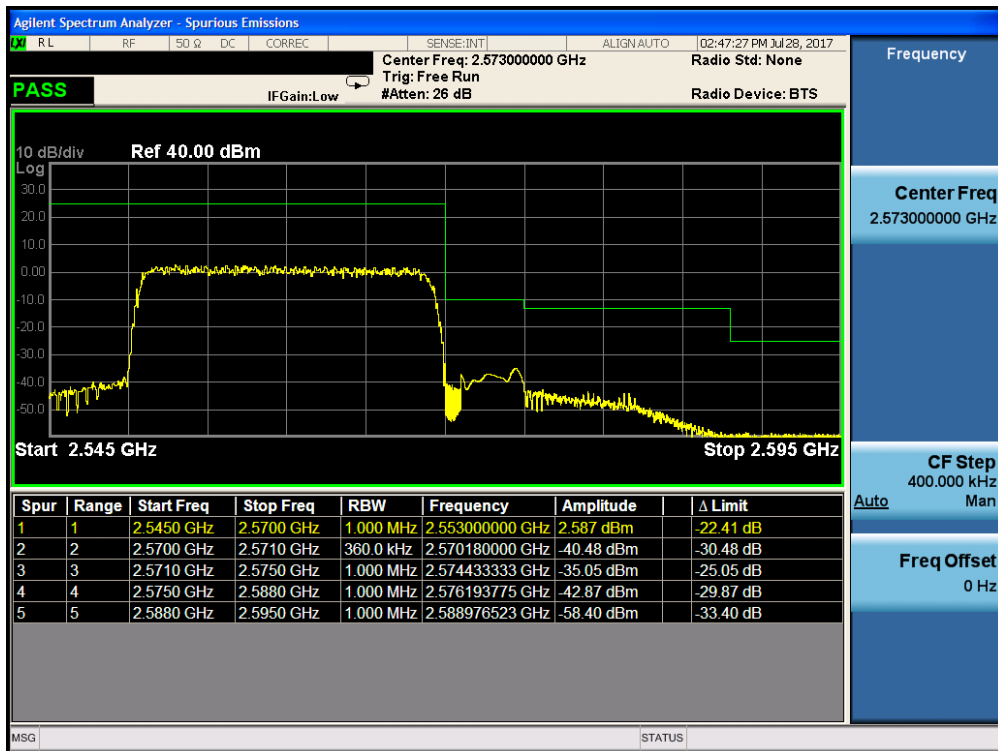 Agilent Spectrum Analyzer - Spurious Emissions
LXI RL RF 50 Ω DC CORREC SENSE:INT ALIGN AUTO 02:47:27 PM Jul 28, 2017
Center Freq: 2.573000000 GHz Radio Std: None
Trig: Free Run
PASS IFGain:Low #Atten: 26 dB Radio Device: BTS
10 dB/div Ref 40.00 dBm
Log
30.0
20.0
10.0
0.00
-10.0
-20.0
-30.0
-40.0
-50.0
Start 2.545 GHz Stop 2.595 GHz
Spur Range Start Freq Stop Freq RBW Frequency Amplitude Δ Limit
1 1 2.5450 GHz 2.5700 GHz 1.000 MHz 2.553000000 GHz 2.587 dBm -22.41 dB
2 2 2.5700 GHz 2.5710 GHz 360.0 kHz 2.570180000 GHz -40.48 dBm -30.48 dB
3 3 2.5710 GHz 2.5750 GHz 1.000 MHz 2.574433333 GHz -35.05 dBm -25.05 dB
4 4 2.5750 GHz 2.5880 GHz 1.000 MHz 2.576193775 GHz -42.87 dBm -29.87 dB
5 5 2.5880 GHz 2.5950 GHz 1.000 MHz 2.588976523 GHz -58.40 dBm -33.40 dB
MSG STATUS
Frequency
Center Freq
2.573000000 GHz
CF Step
400.000 kHz
Auto Man
Freq Offset
0 Hz